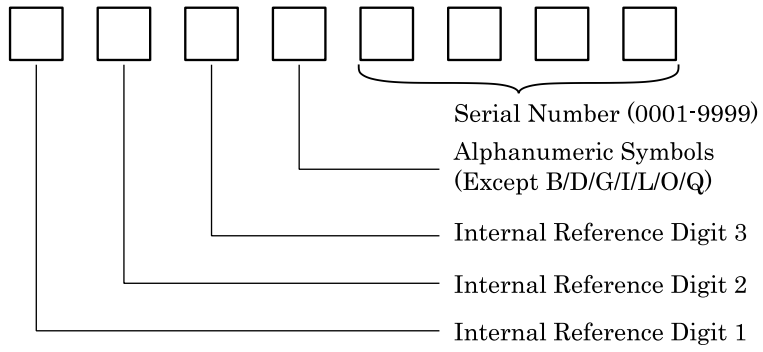 Serial Number (0001-9999)
Alphanumeric Symbols
(Except B/D/G/I/L/O/Q)
Internal Reference Digit 3
Internal Reference Digit 2
Internal Reference Digit 1